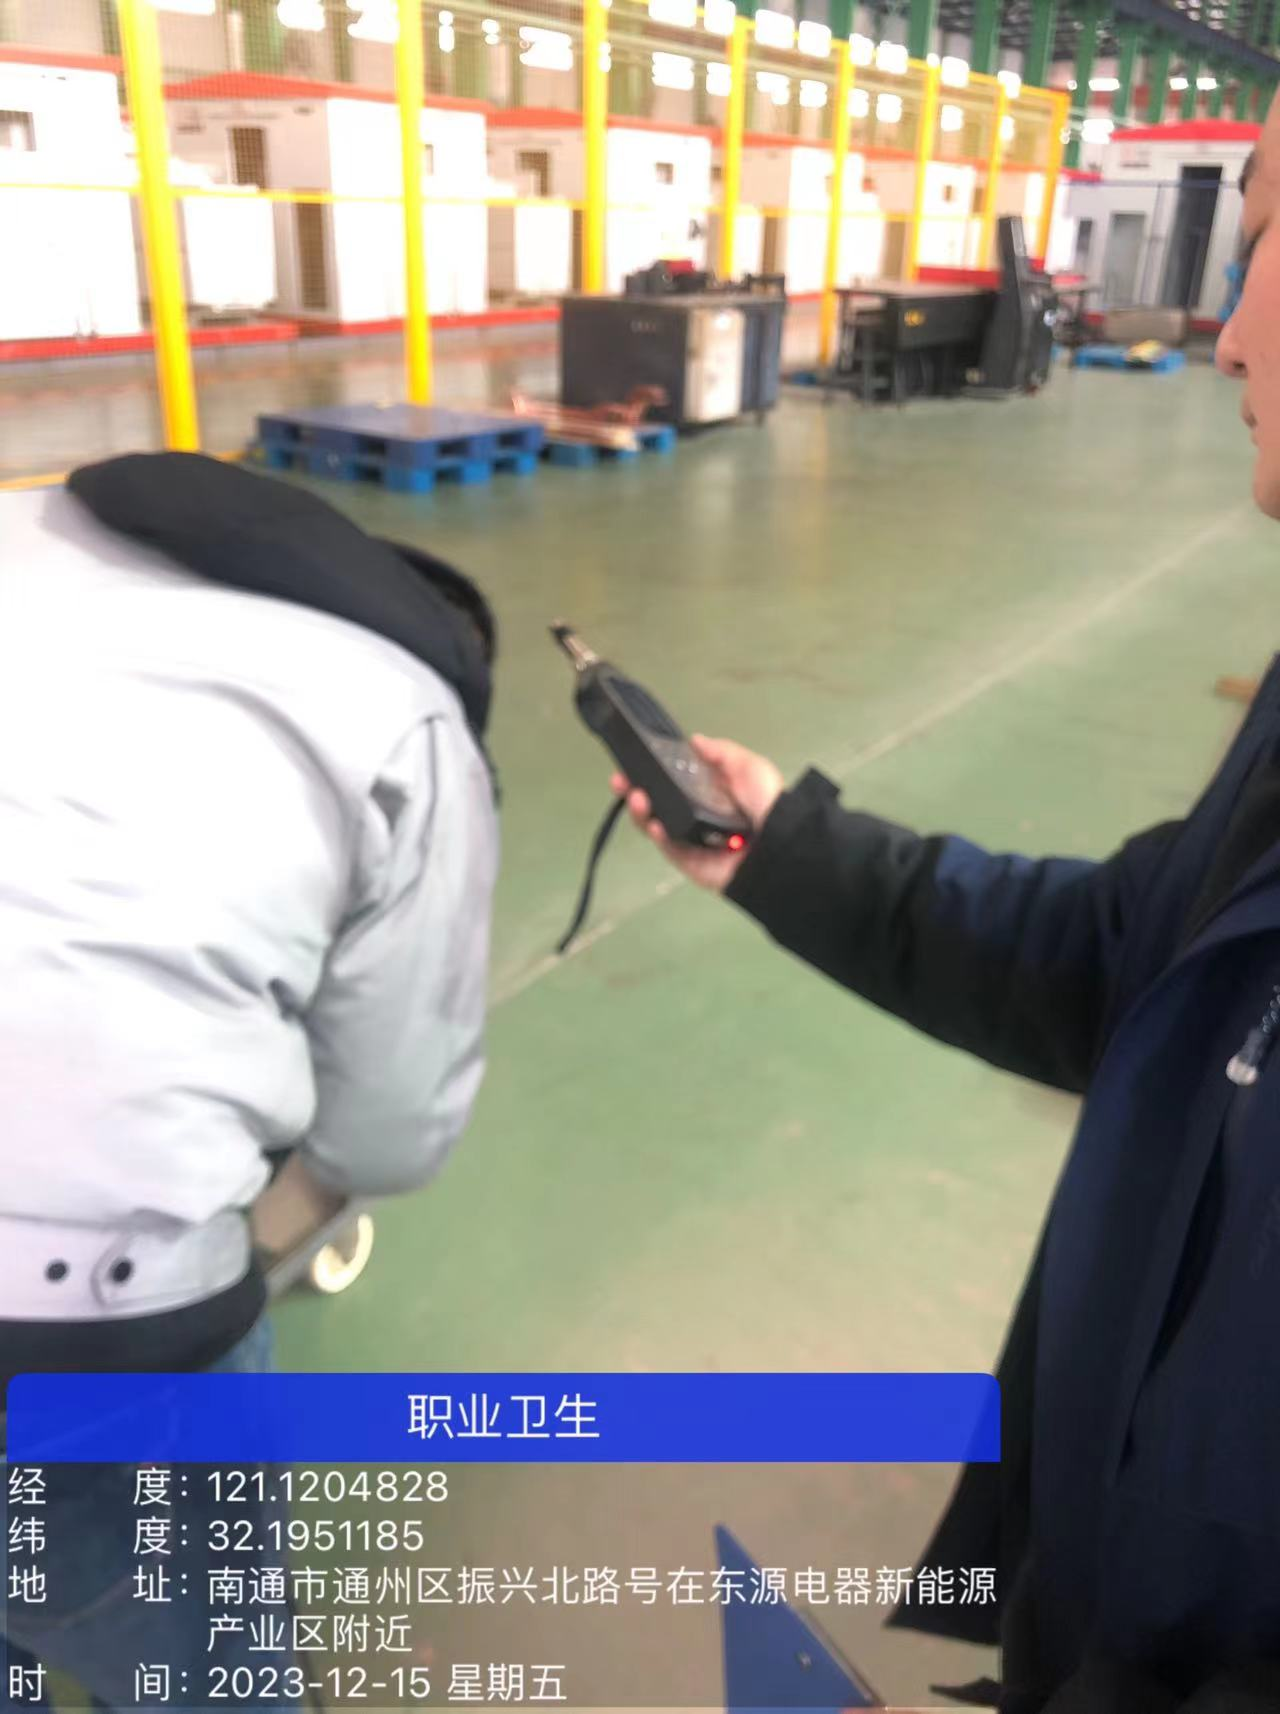 职业卫生
经 度：121.1204828
纬 度：32.1951185
地 址：南通市通州区振兴北路号在东源电器新能源
产业区附近
时 间：2023-12-15 星期五